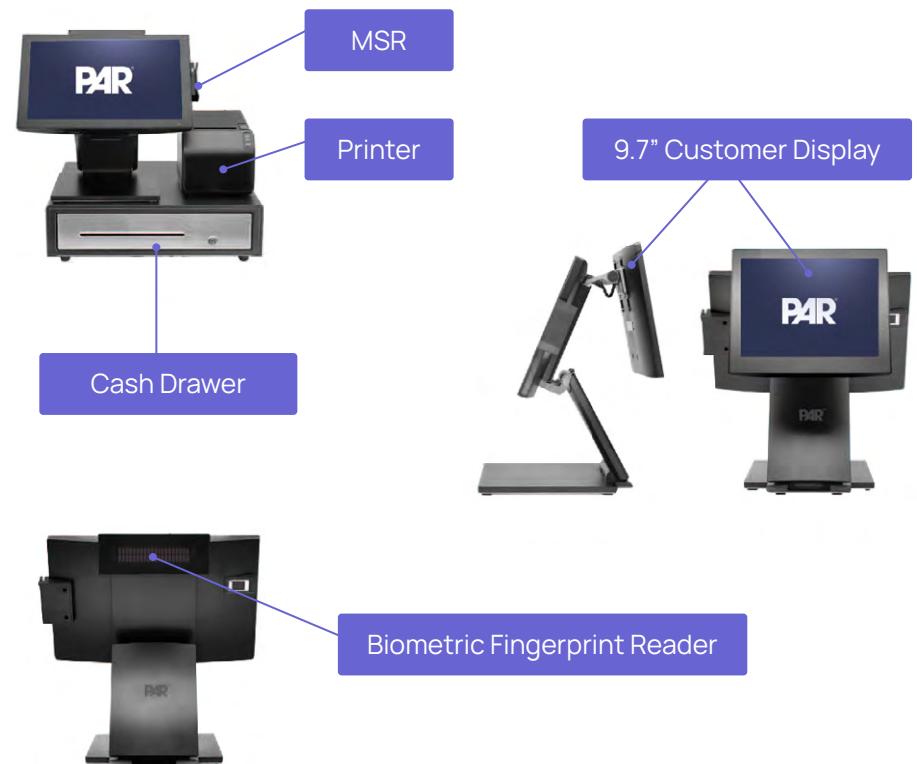 MSR
PAR
Printer
9.7” Customer Display
PAR
PAR
Cash Drawer
Biometric Fingerprint Reader
PAR